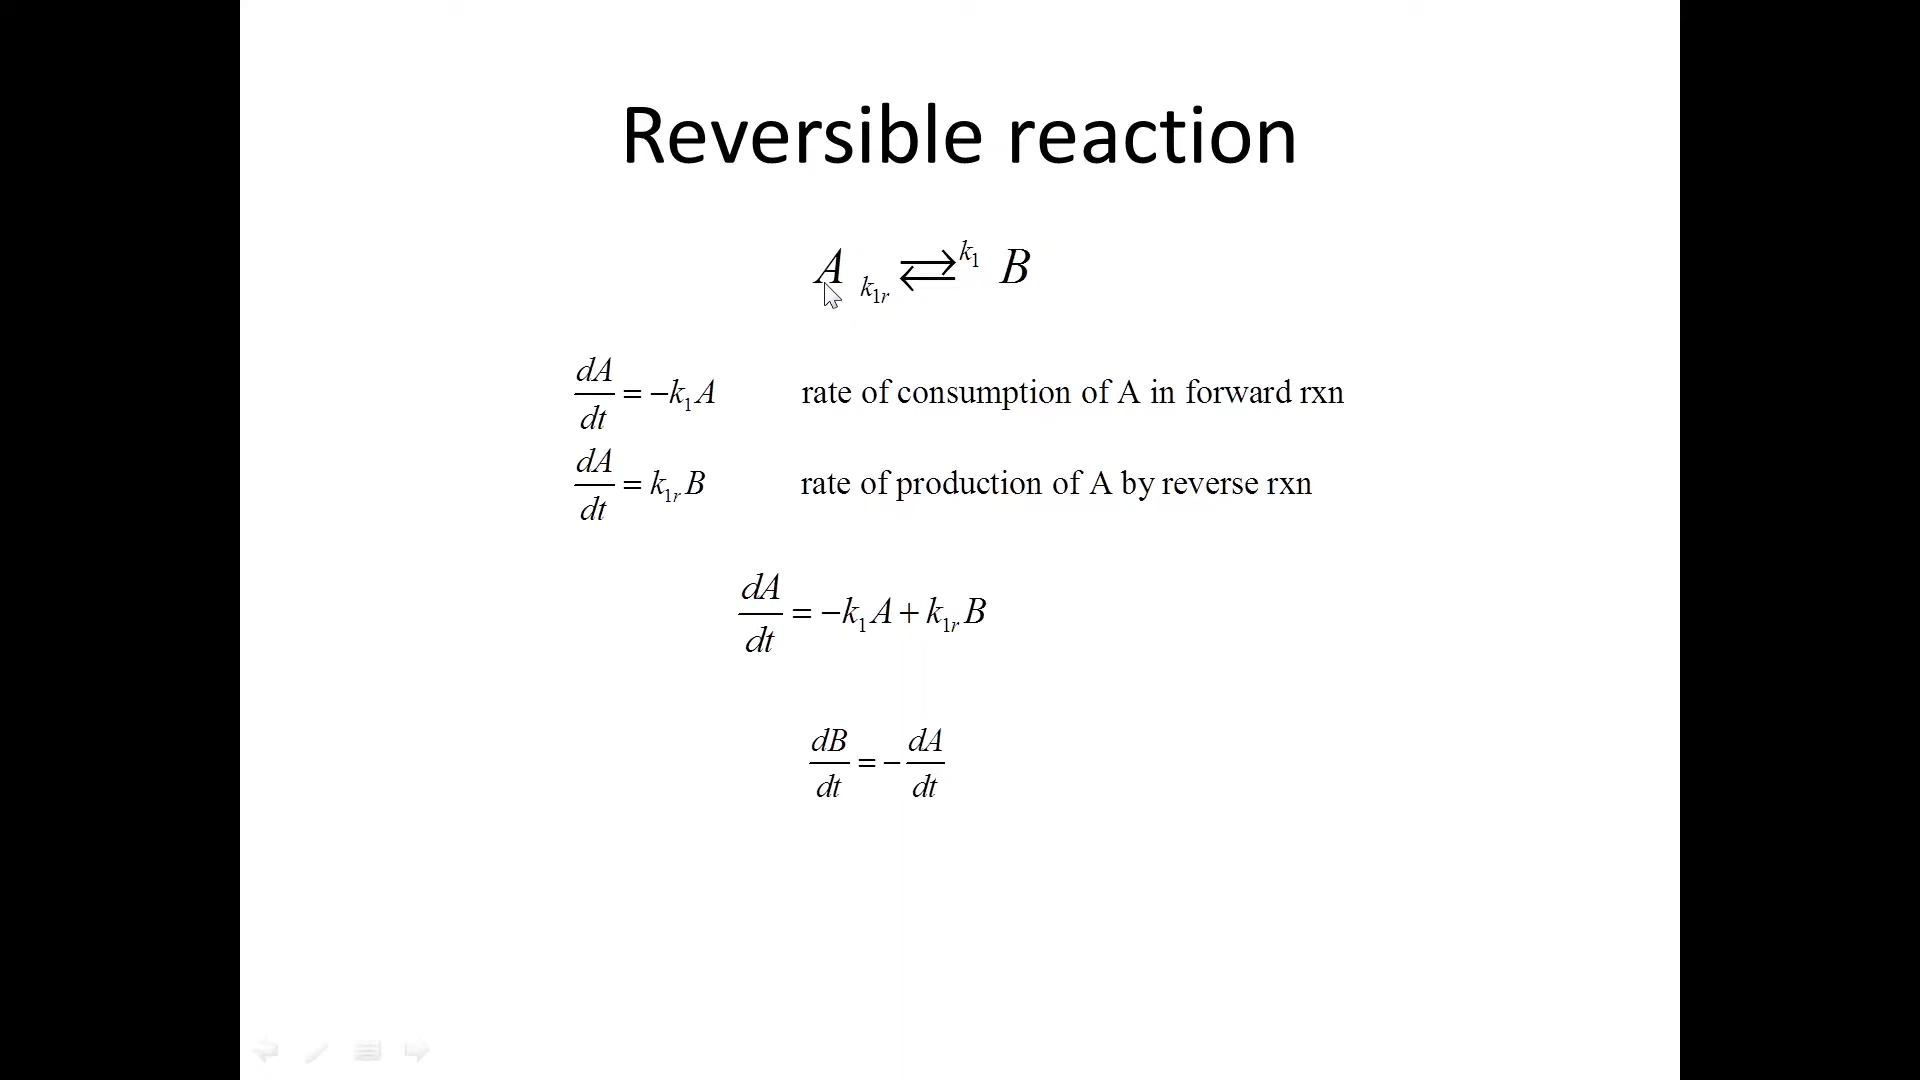 Reversible reaction
A k₁ᵣ ⇄ k₁ B
dA/dt = −k₁A rate of consumption of A in forward rxn
dA/dt = k₁ᵣB rate of production of A by reverse rxn
dA/dt = −k₁A + k₁ᵣB
dB/dt = − dA/dt